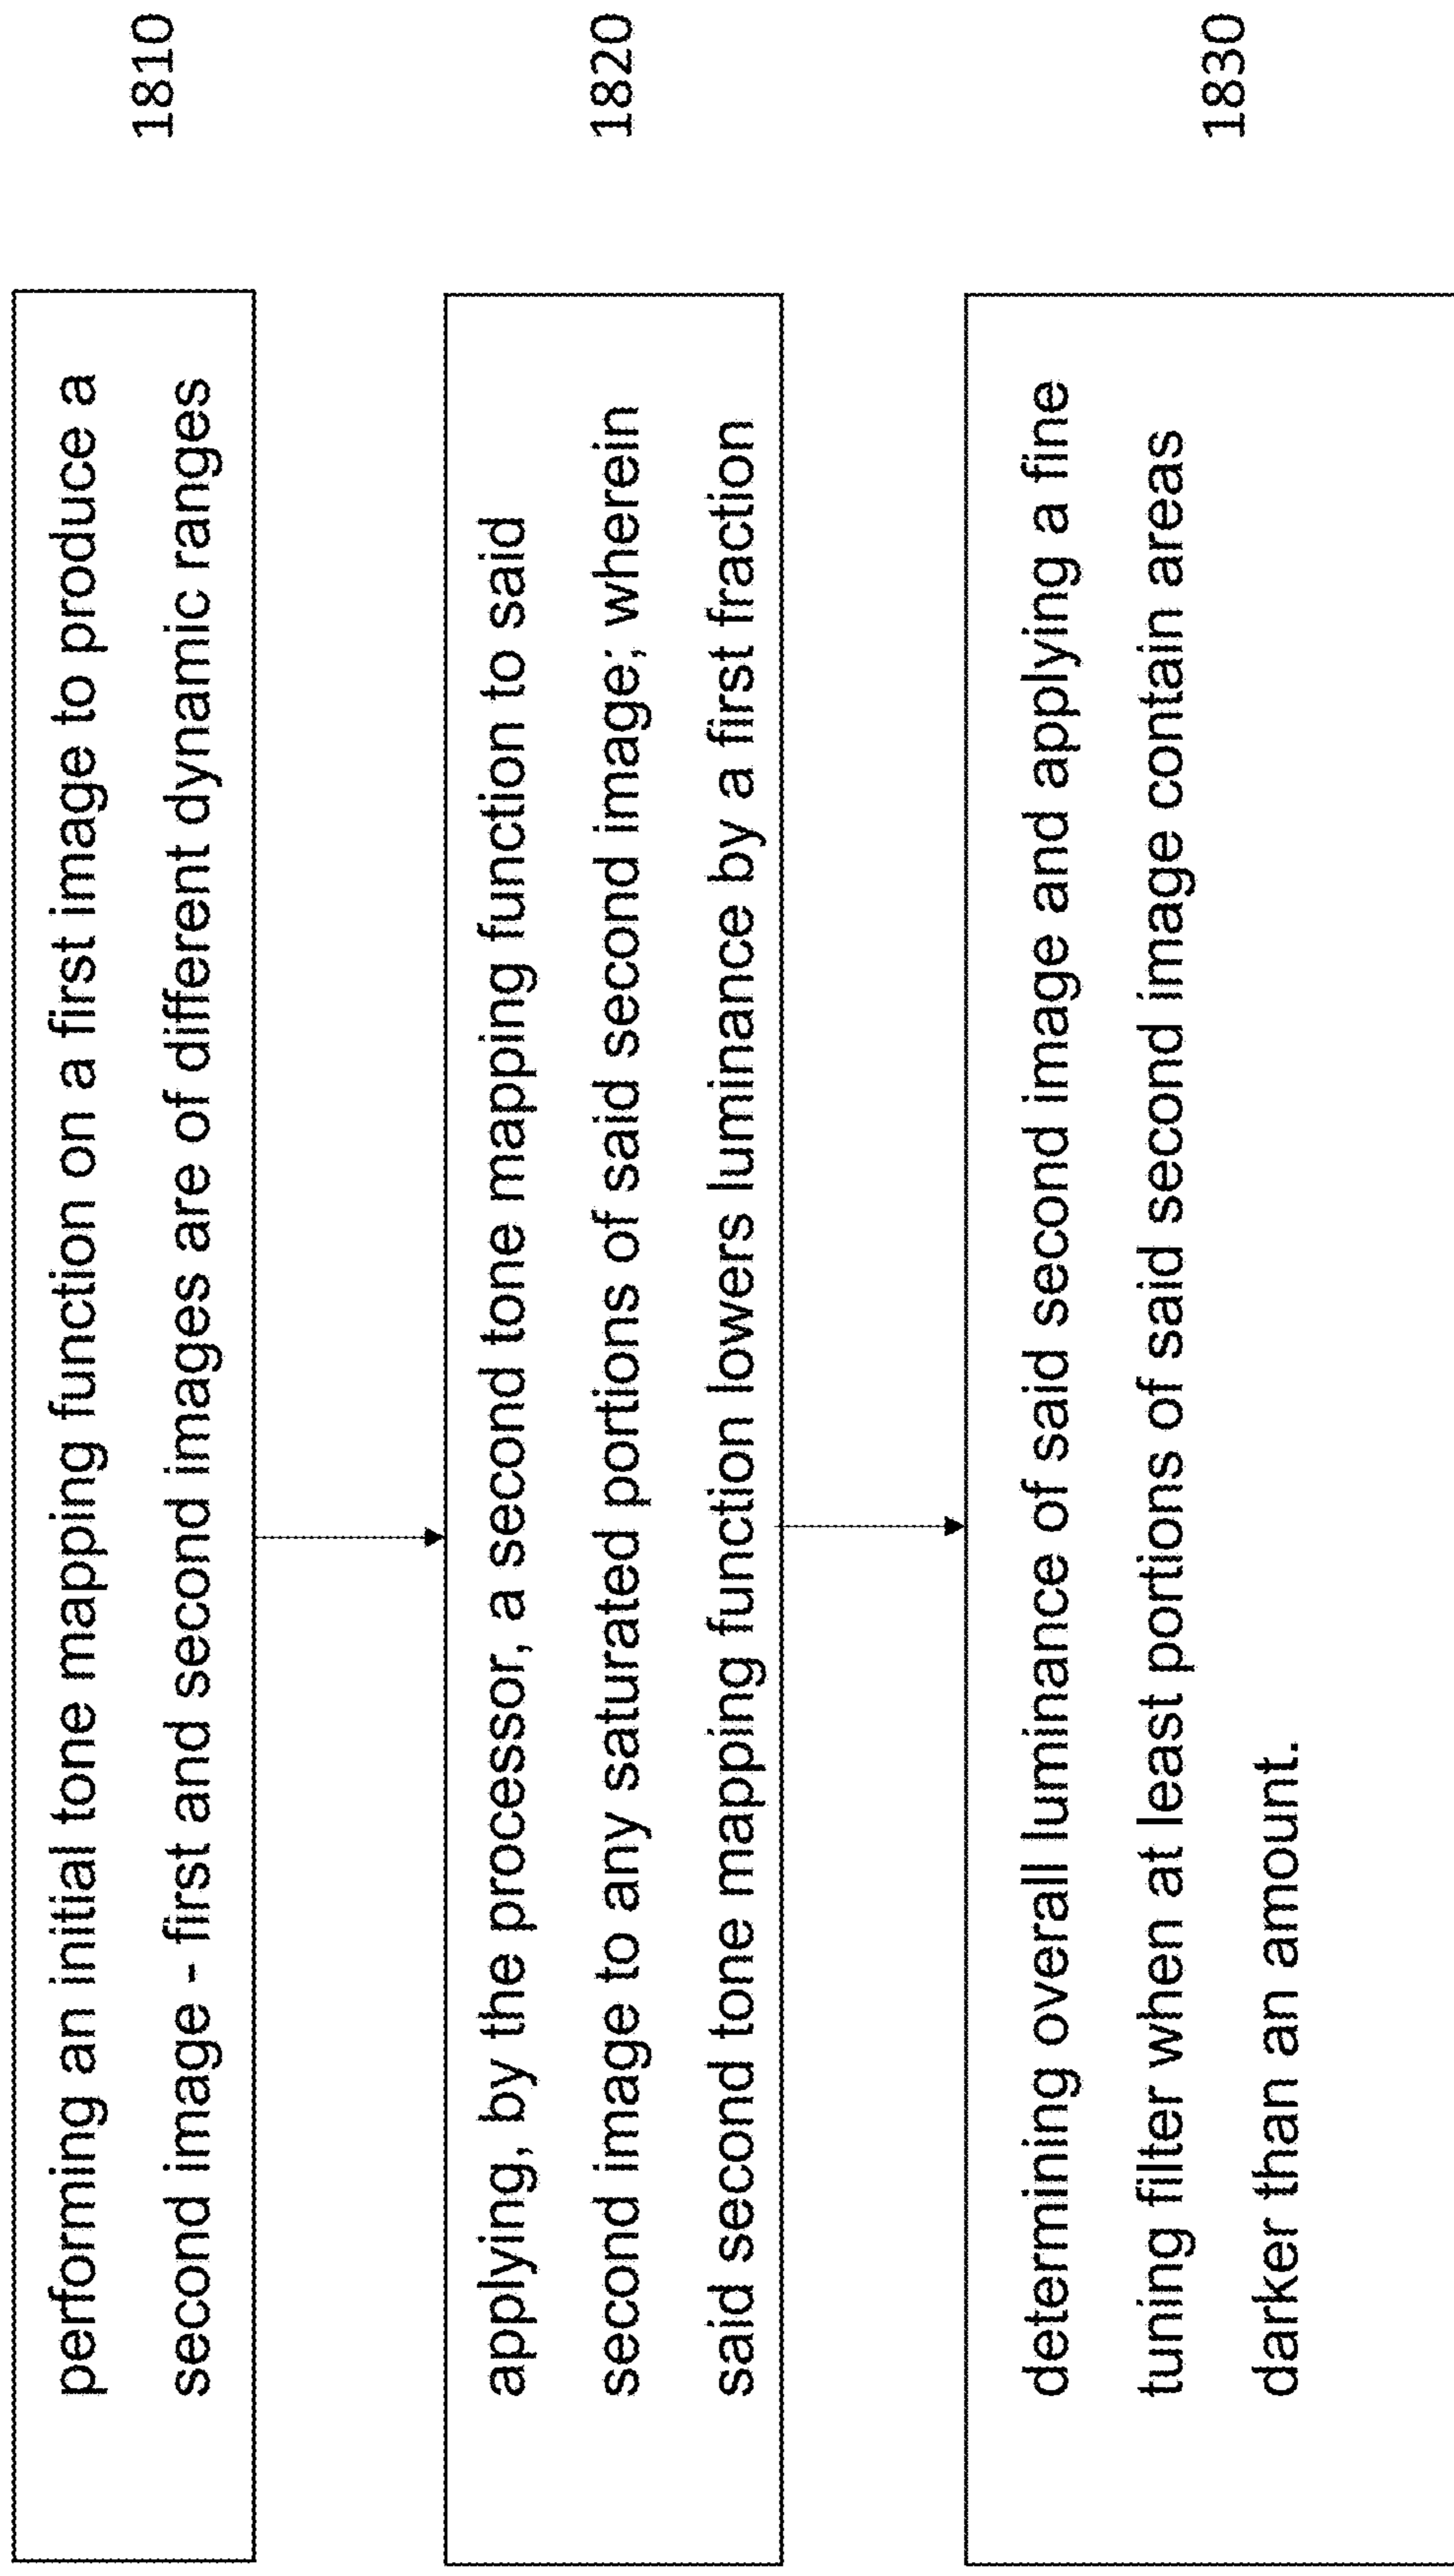 performing an initial tone mapping function on a first image to produce a
second image - first and second images are of different dynamic ranges
1810
applying, by the processor, a second tone mapping function to said
second image to any saturated portions of said second image; wherein
said second tone mapping function lowers luminance by a first fraction
1820
determining overall luminance of said second image and applying a fine
tuning filter when at least portions of said second image contain areas
darker than an amount.
1830